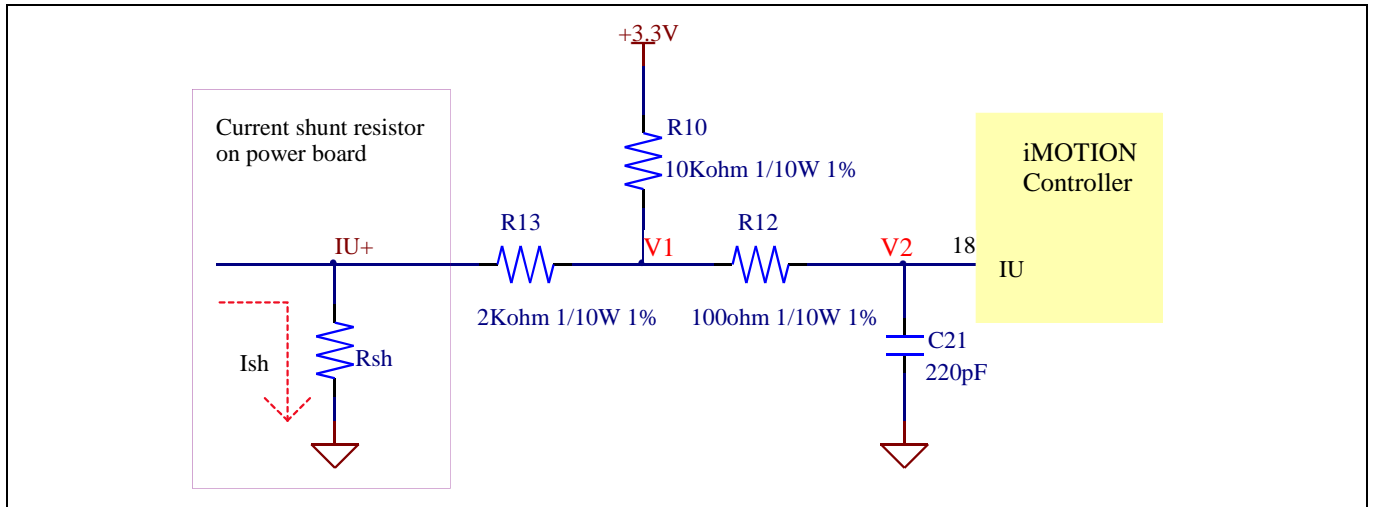 +3.3V
Current shunt resistor
on power board
R10
10Kohm 1/10W 1%
iMOTION
Controller
R13
R12
IU+
V1
V2
18
IU
2Kohm 1/10W 1%
100ohm 1/10W 1%
Ish
Rsh
C21
220pF